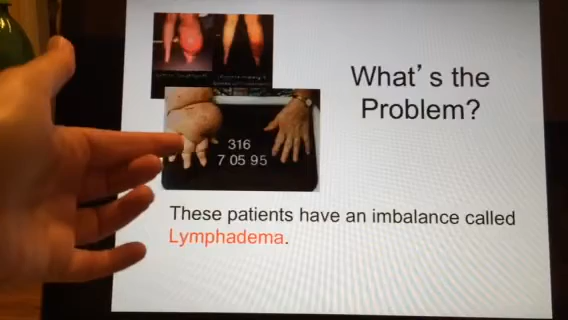 What's the
Problem?
316
7 05 95
These patients have an imbalance called
Lymphadema.